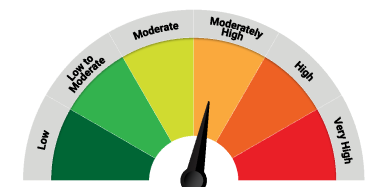 Low
Low to
Moderate
Moderate
Moderately
High
High
Very High